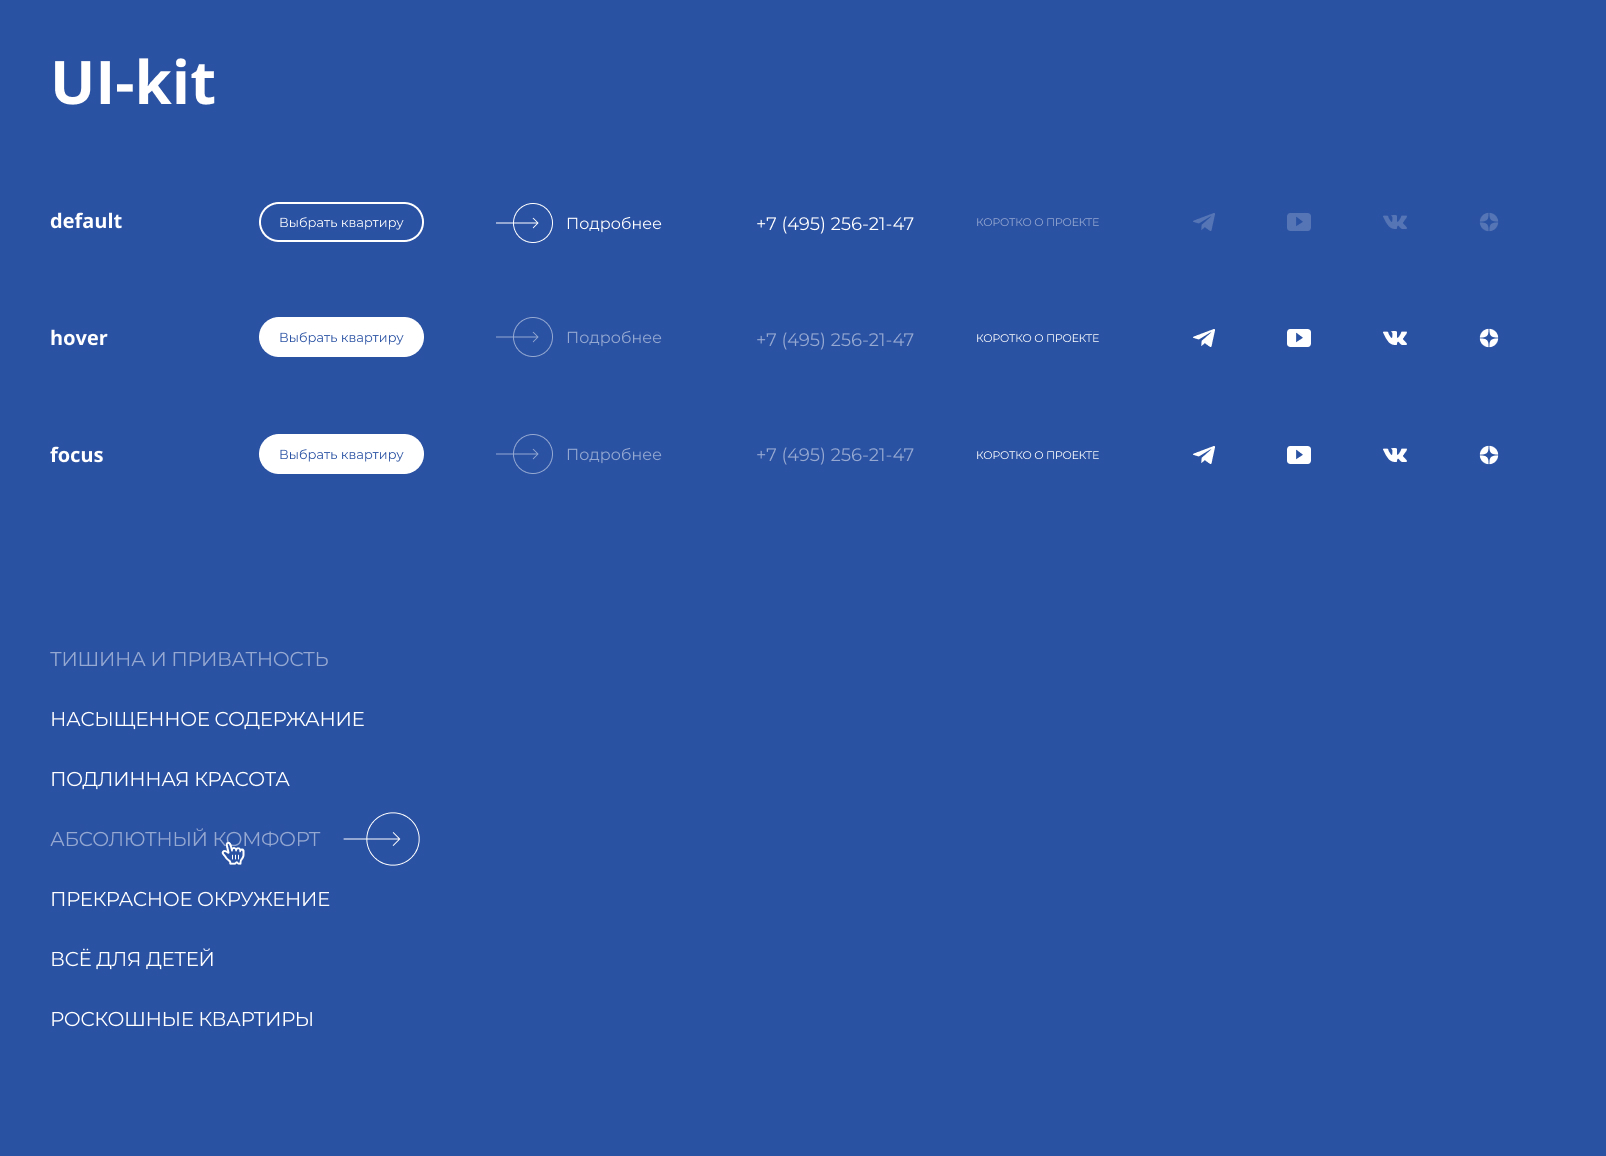 UI-kit
default
Выбрать квартиру
Подробнее
+7 (495) 256-21-47
КОРОТКО О ПРОЕКТЕ
hover
Выбрать квартиру
Подробнее
+7 (495) 256-21-47
КОРОТКО О ПРОЕКТЕ
focus
Выбрать квартиру
Подробнее
+7 (495) 256-21-47
КОРОТКО О ПРОЕКТЕ
ТИШИНА И ПРИВАТНОСТЬ
НАСЫЩЕННОЕ СОДЕРЖАНИЕ
ПОДЛИННАЯ КРАСОТА
АБСОЛЮТНЫЙ КОМФОРТ
ПРЕКРАСНОЕ ОКРУЖЕНИЕ
ВСЁ ДЛЯ ДЕТЕЙ
РОСКОШНЫЕ КВАРТИРЫ